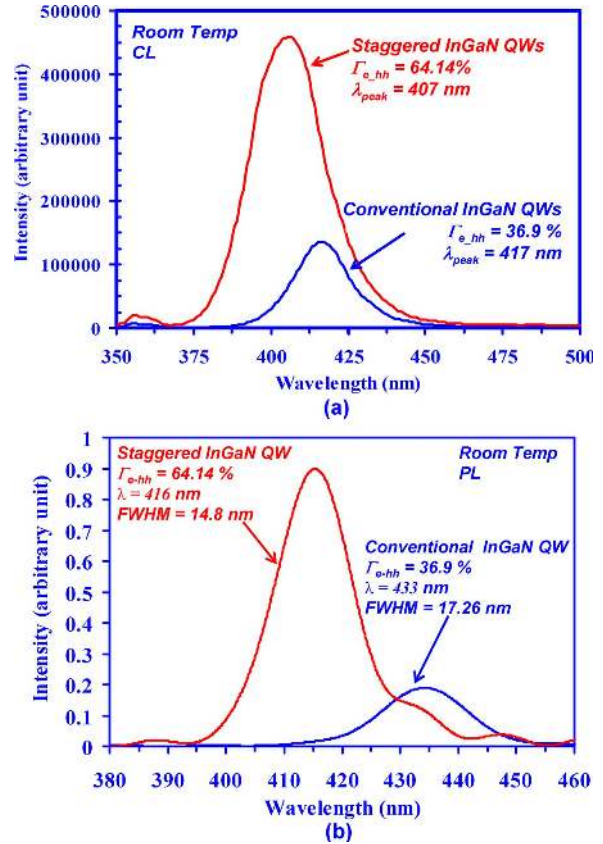 Room Temp
CL
Staggered InGaN QWs
Γe_hh = 64.14%
λpeak = 407 nm
Conventional InGaN QWs
Γe_hh = 36.9 %
λpeak = 417 nm
Intensity (arbitrary unit)
500000
400000
300000
200000
100000
0
350 375 400 425 450 475 500
Wavelength (nm)
(a)
Staggered InGaN QW
Γe-hh = 64.14 %
λ = 416 nm
FWHM = 14.8 nm
Room Temp
PL
Conventional InGaN QW
Γe-hh = 36.9 %
λ = 433 nm
FWHM = 17.26 nm
Intensity (arbitrary unit)
1
0.9
0.8
0.7
0.6
0.5
0.4
0.3
0.2
0.1
0
380 390 400 410 420 430 440 450 460
Wavelength (nm)
(b)